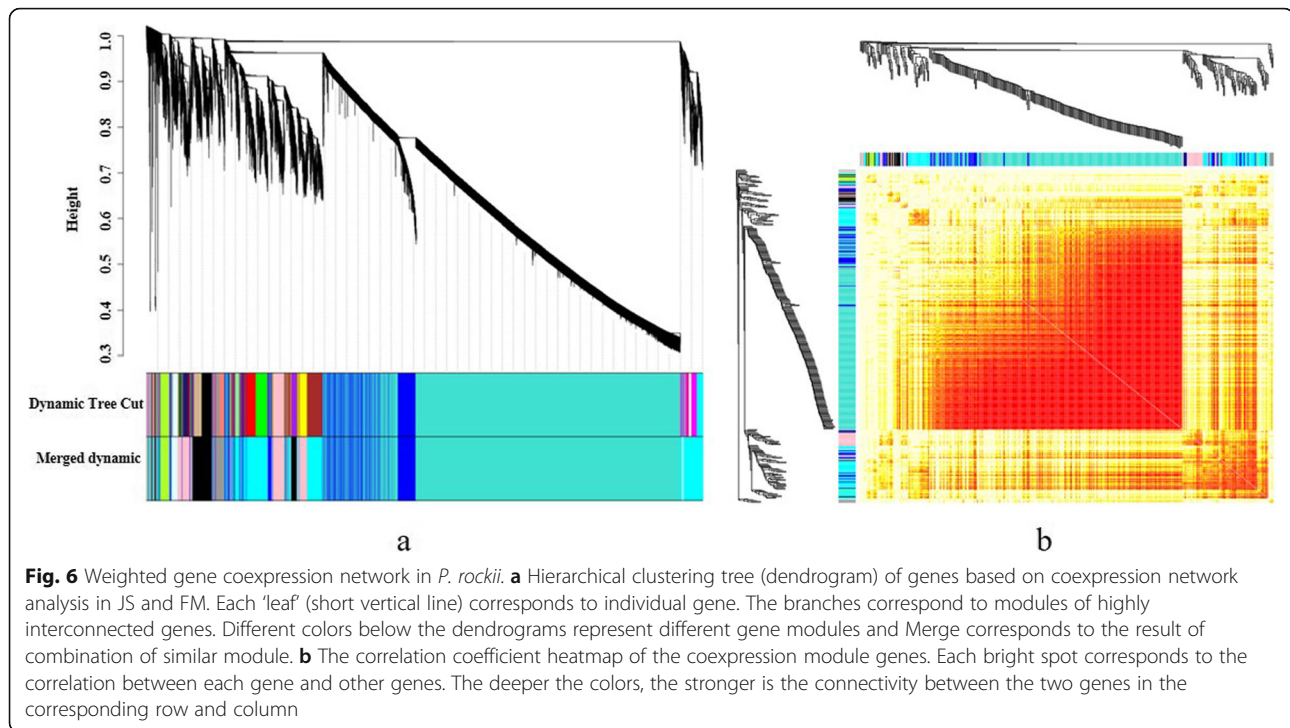 1.0
0.9
0.8
0.7
0.6
0.5
0.4
0.3
Height
Dynamic Tree Cut
Merged dynamic
a
b
Fig. 6 Weighted gene coexpression network in P. rockii. a Hierarchical clustering tree (dendrogram) of genes based on coexpression network
analysis in JS and FM. Each ‘leaf’ (short vertical line) corresponds to individual gene. The branches correspond to modules of highly
interconnected genes. Different colors below the dendrograms represent different gene modules and Merge corresponds to the result of
combination of similar module. b The correlation coefficient heatmap of the coexpression module genes. Each bright spot corresponds to the
correlation between each gene and other genes. The deeper the colors, the stronger is the connectivity between the two genes in the
corresponding row and column